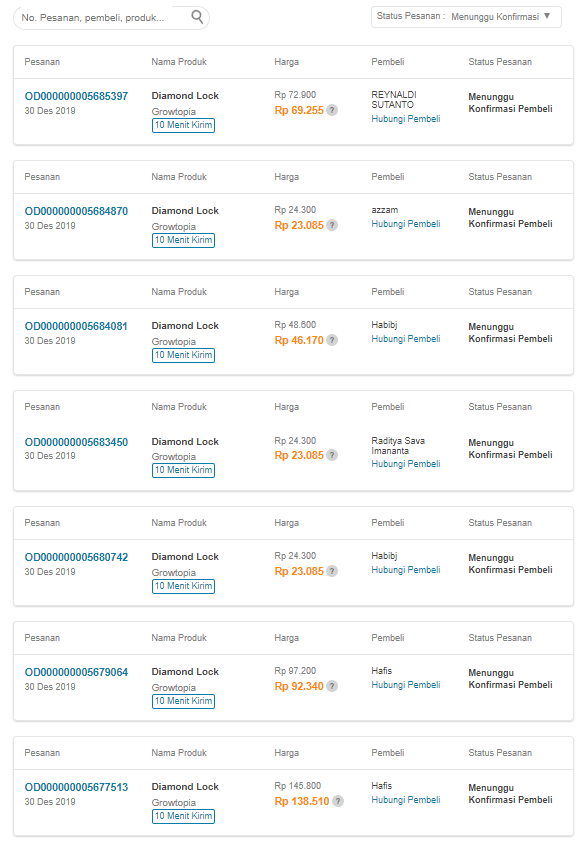 No. Pesanan, pembeli, produk...
Status Pesanan : Menunggu Konfirmasi ▼
Pesanan Nama Produk Harga Pembeli Status Pesanan
OD000000005685397 Diamond Lock Rp 72.900 REYNALDI SUTANTO Menunggu Konfirmasi Pembeli
30 Des 2019 Growtopia Rp 69.255 ? Hubungi Pembeli
10 Menit Kirim
Pesanan Nama Produk Harga Pembeli Status Pesanan
OD000000005684870 Diamond Lock Rp 24.300 azzam Menunggu Konfirmasi Pembeli
30 Des 2019 Growtopia Rp 23.085 ? Hubungi Pembeli
10 Menit Kirim
Pesanan Nama Produk Harga Pembeli Status Pesanan
OD000000005684081 Diamond Lock Rp 48.600 Habibj Menunggu Konfirmasi Pembeli
30 Des 2019 Growtopia Rp 46.170 ? Hubungi Pembeli
10 Menit Kirim
Pesanan Nama Produk Harga Pembeli Status Pesanan
OD000000005683450 Diamond Lock Rp 24.300 Raditya Sava Imananta Menunggu Konfirmasi Pembeli
30 Des 2019 Growtopia Rp 23.085 ? Hubungi Pembeli
10 Menit Kirim
Pesanan Nama Produk Harga Pembeli Status Pesanan
OD000000005680742 Diamond Lock Rp 24.300 Habibj Menunggu Konfirmasi Pembeli
30 Des 2019 Growtopia Rp 23.085 ? Hubungi Pembeli
10 Menit Kirim
Pesanan Nama Produk Harga Pembeli Status Pesanan
OD000000005679064 Diamond Lock Rp 97.200 Hafis Menunggu Konfirmasi Pembeli
30 Des 2019 Growtopia Rp 92.340 ? Hubungi Pembeli
10 Menit Kirim
Pesanan Nama Produk Harga Pembeli Status Pesanan
OD000000005677513 Diamond Lock Rp 145.800 Hafis Menunggu Konfirmasi Pembeli
30 Des 2019 Growtopia Rp 138.510 ? Hubungi Pembeli
10 Menit Kirim